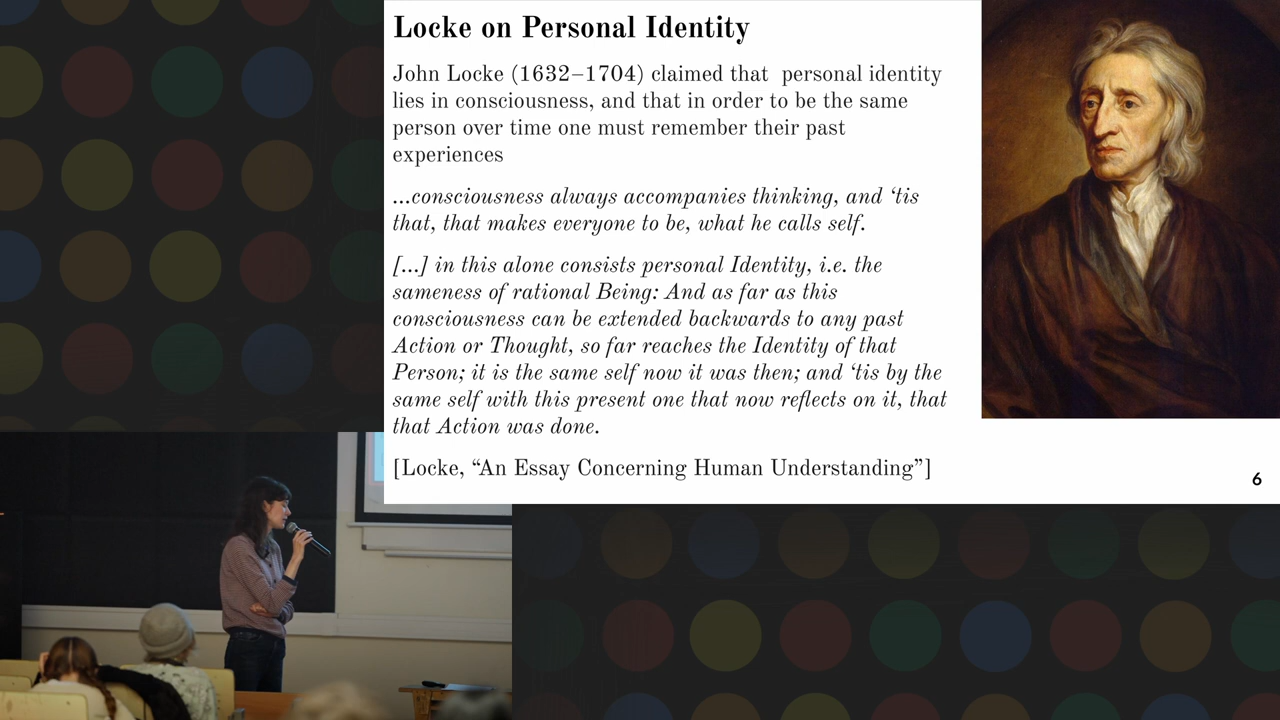 Locke on Personal Identity
John Locke (1632–1704) claimed that  personal identity
lies in consciousness, and that in order to be the same
person over time one must remember their past
experiences
...consciousness always accompanies thinking, and ‘tis
that, that makes everyone to be, what he calls self.
[...] in this alone consists personal Identity, i.e. the
sameness of rational Being: And as far as this
consciousness can be extended backwards to any past
Action or Thought, so far reaches the Identity of that
Person; it is the same self now it was then; and ‘tis by the
same self with this present one that now reflects on it, that
that Action was done.
[Locke, “An Essay Concerning Human Understanding”]
6